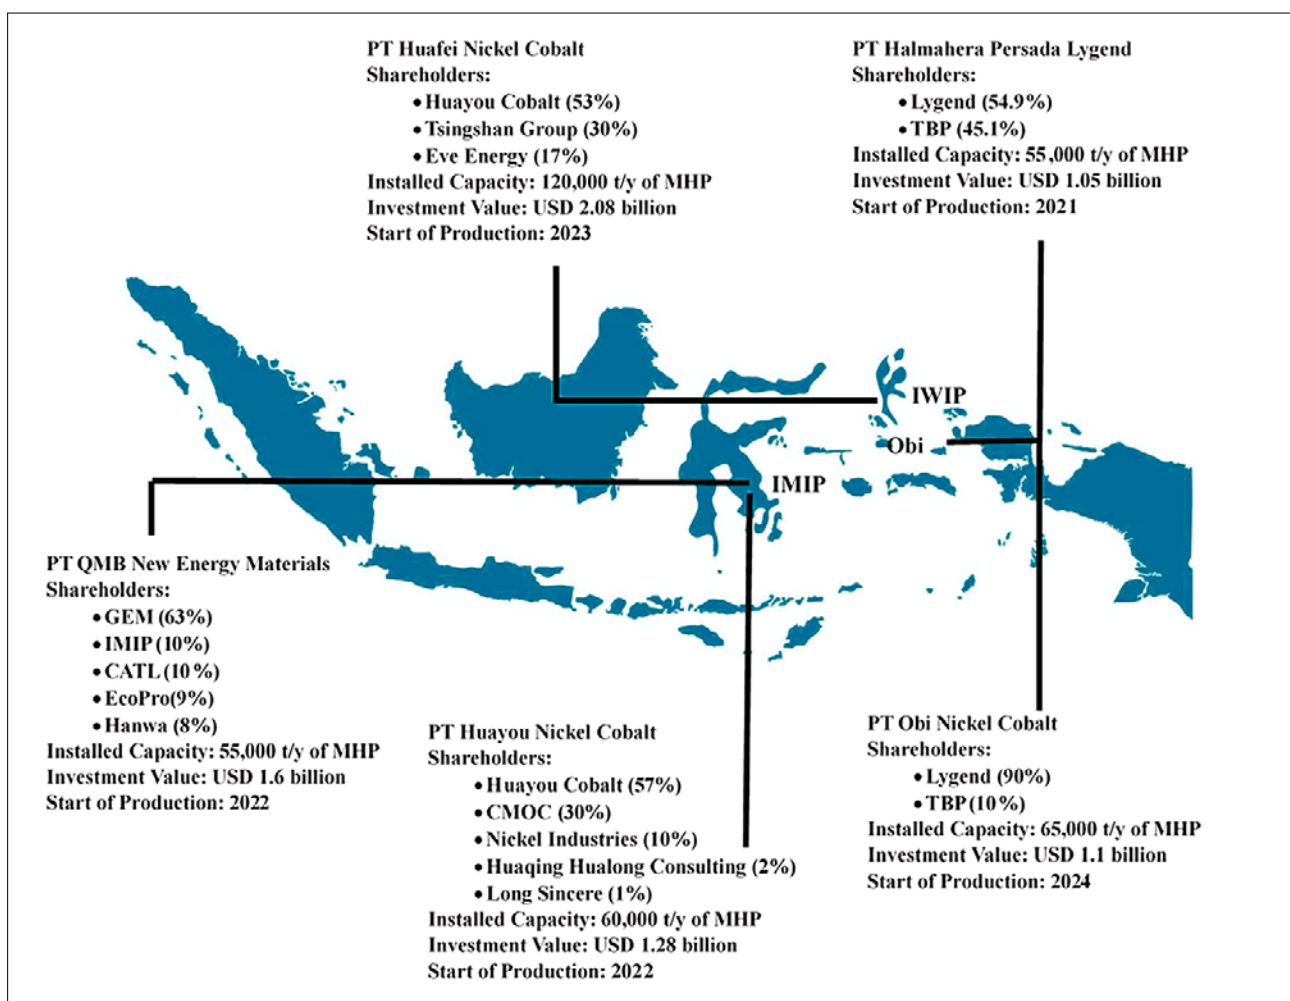 PT Huafei Nickel Cobalt
Shareholders:
• Huayou Cobalt (53%)
• Tsingshan Group (30%)
• Eve Energy (17%)
Installed Capacity: 120,000 t/y of MHP
Investment Value: USD 2.08 billion
Start of Production: 2023
PT Halmahera Persada Lygend
Shareholders:
• Lygend (54.9%)
• TBP (45.1%)
Installed Capacity: 55,000 t/y of MHP
Investment Value: USD 1.05 billion
Start of Production: 2021
IWIP
Obi
IMIP
PT QMB New Energy Materials
Shareholders:
• GEM (63%)
• IMIP (10%)
• CATL (10%)
• EcoPro(9%)
• Hanwa (8%)
Installed Capacity: 55,000 t/y of MHP
Investment Value: USD 1.6 billion
Start of Production: 2022
PT Huayou Nickel Cobalt
Shareholders:
• Huayou Cobalt (57%)
• CMOC (30%)
• Nickel Industries (10%)
• Huaqing Hualong Consulting (2%)
• Long Sincere (1%)
Installed Capacity: 60,000 t/y of MHP
Investment Value: USD 1.28 billion
Start of Production: 2022
PT Obi Nickel Cobalt
Shareholders:
• Lygend (90%)
• TBP (10%)
Installed Capacity: 65,000 t/y of MHP
Investment Value: USD 1.1 billion
Start of Production: 2024